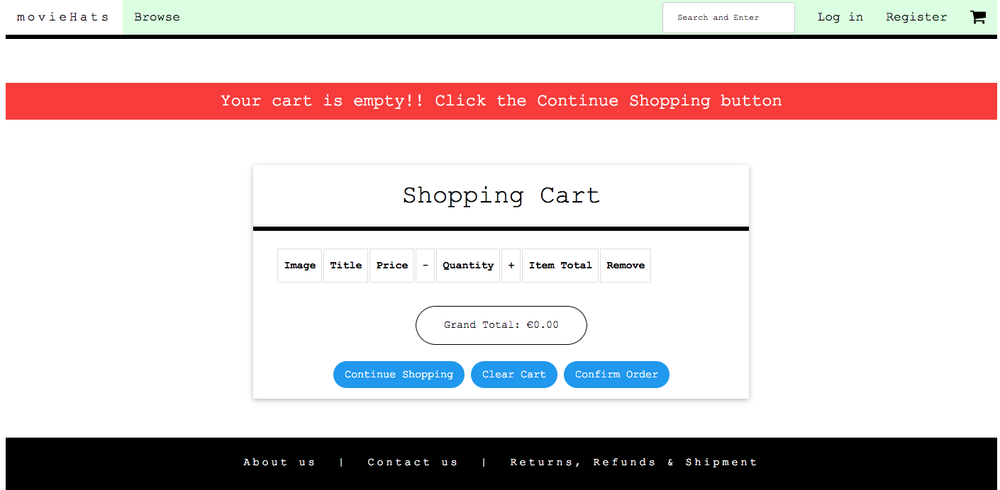 movieHats Browse Search and Enter Log in Register
Your cart is empty!! Click the Continue Shopping button
Shopping Cart
Image Title Price - Quantity + Item Total Remove
Grand Total: €0.00
Continue Shopping Clear Cart Confirm Order
About us | Contact us | Returns, Refunds & Shipment